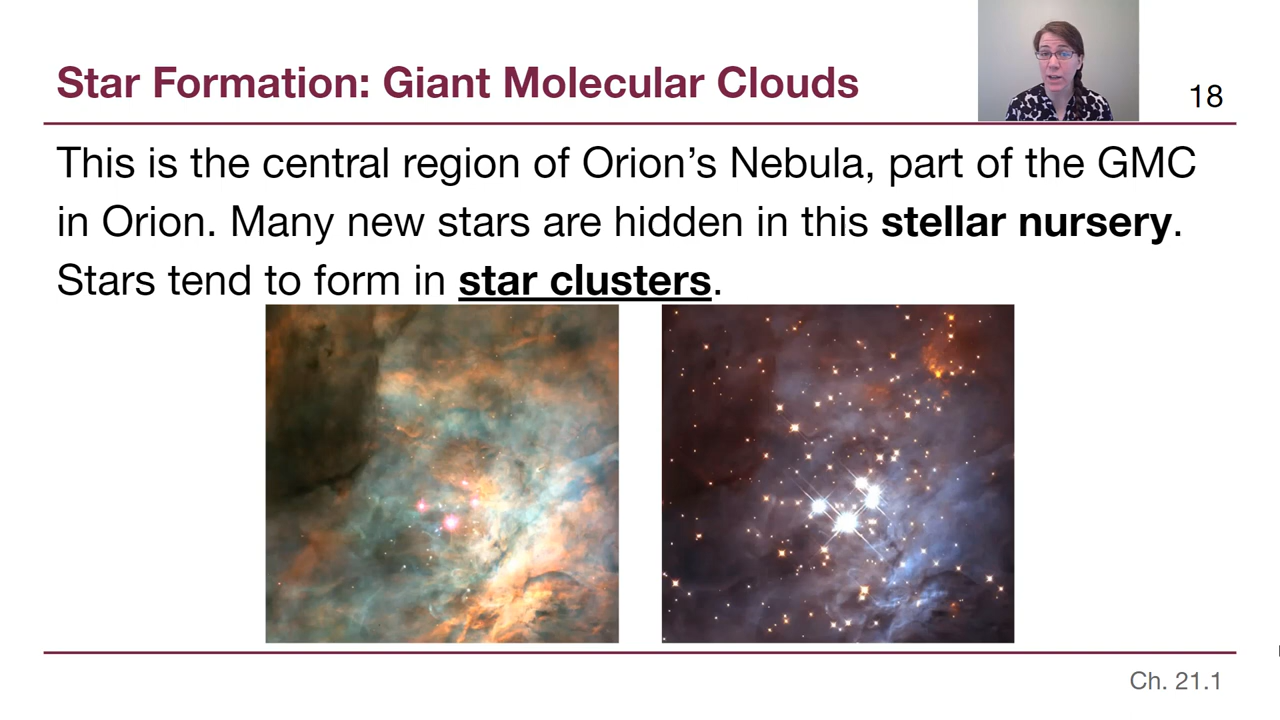 Star Formation: Giant Molecular Clouds
18
This is the central region of Orion’s Nebula, part of the GMC
in Orion. Many new stars are hidden in this stellar nursery.
Stars tend to form in star clusters.
Ch. 21.1